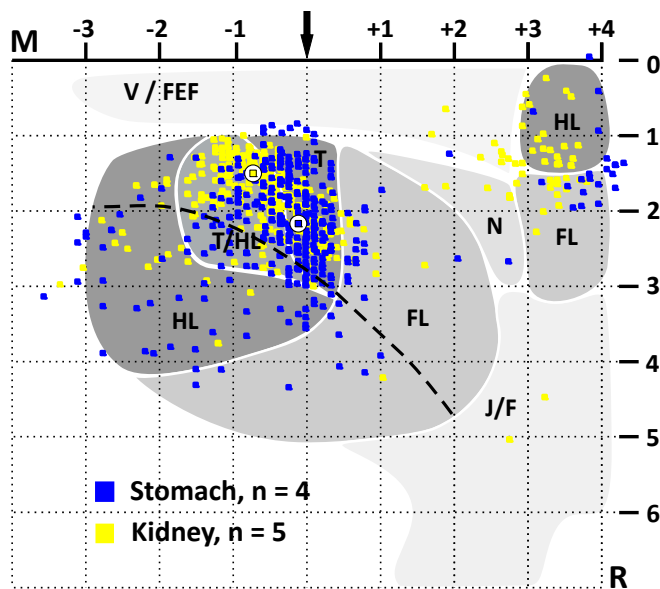 M -3 -2 -1 +1 +2 +3 +4
0
V / FEF
HL
1
T
2
N
T/HL
FL
3
HL
FL
4
J/F
5
Stomach, n = 4
6
Kidney, n = 5
R